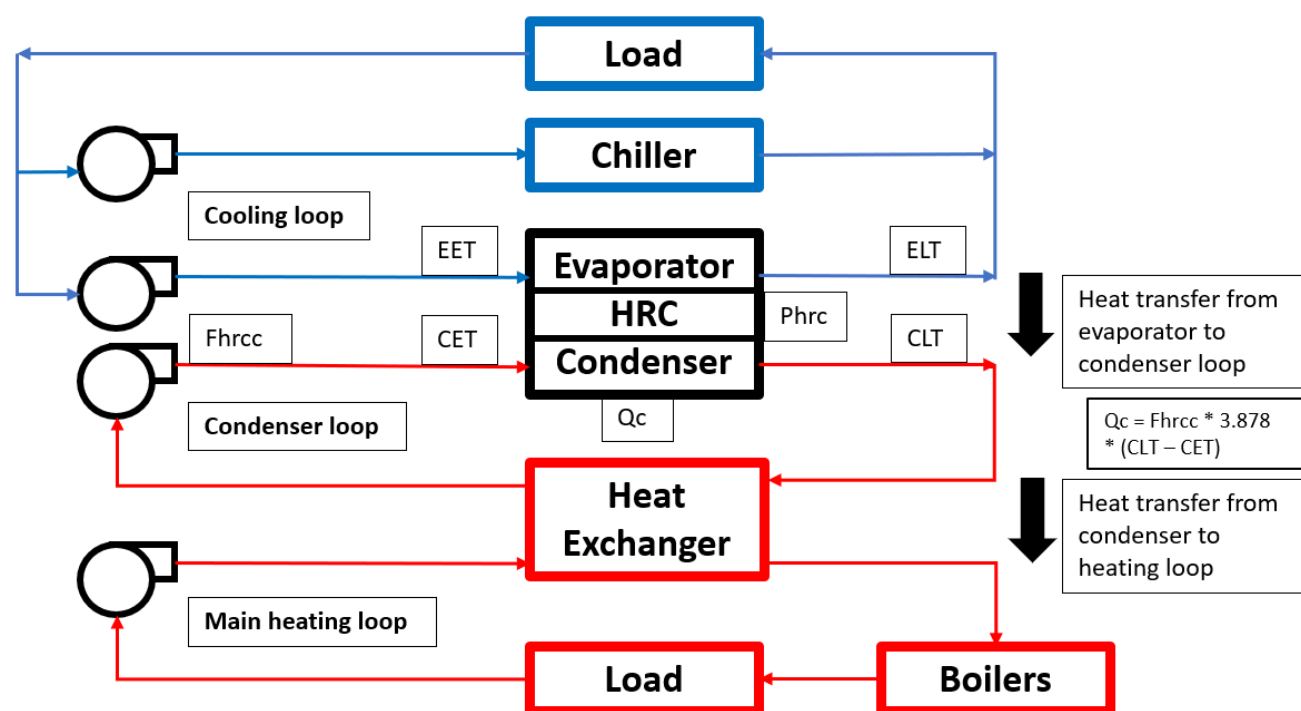 Load
Chiller
Cooling loop
EET
Evaporator
ELT
HRC
Phrc
Fhrcc
CET
Condenser
CLT
Heat transfer from
evaporator to
condenser loop
Condenser loop
Qc
Qc = Fhrcc * 3.878
* (CLT – CET)
Heat
Exchanger
Heat transfer from
condenser to
heating loop
Main heating loop
Load
Boilers